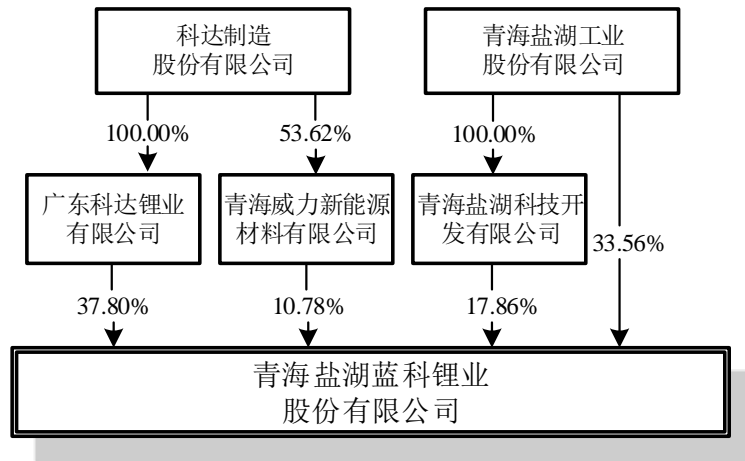 科达制造
股份有限公司
青海盐湖工业
股份有限公司
100.00%
53.62%
100.00%
广东科达锂业
有限公司
青海威力新能源
材料有限公司
青海盐湖科技开
发有限公司
33.56%
37.80%
10.78%
17.86%
青海盐湖蓝科锂业
股份有限公司